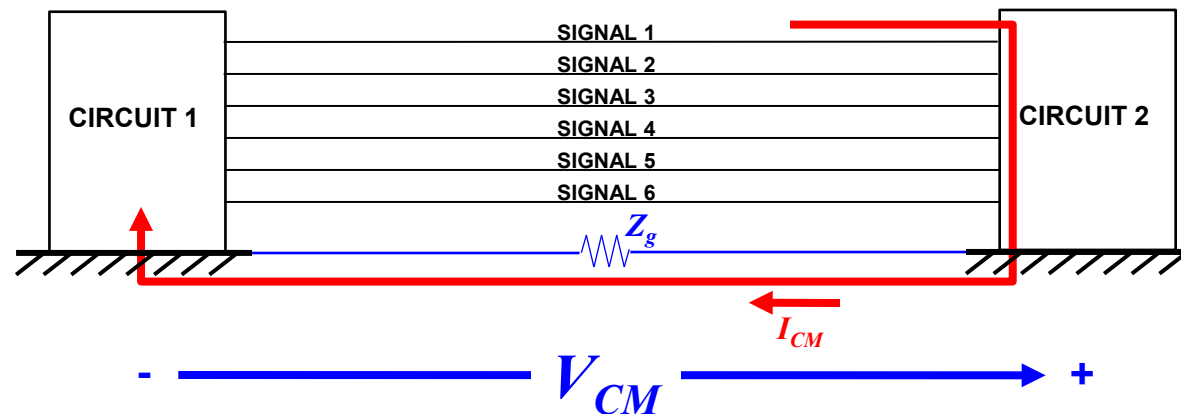 SIGNAL 1
SIGNAL 2
SIGNAL 3
CIRCUIT 1
CIRCUIT 2
SIGNAL 4
SIGNAL 5
SIGNAL 6
Zg
ICM
- VCM +